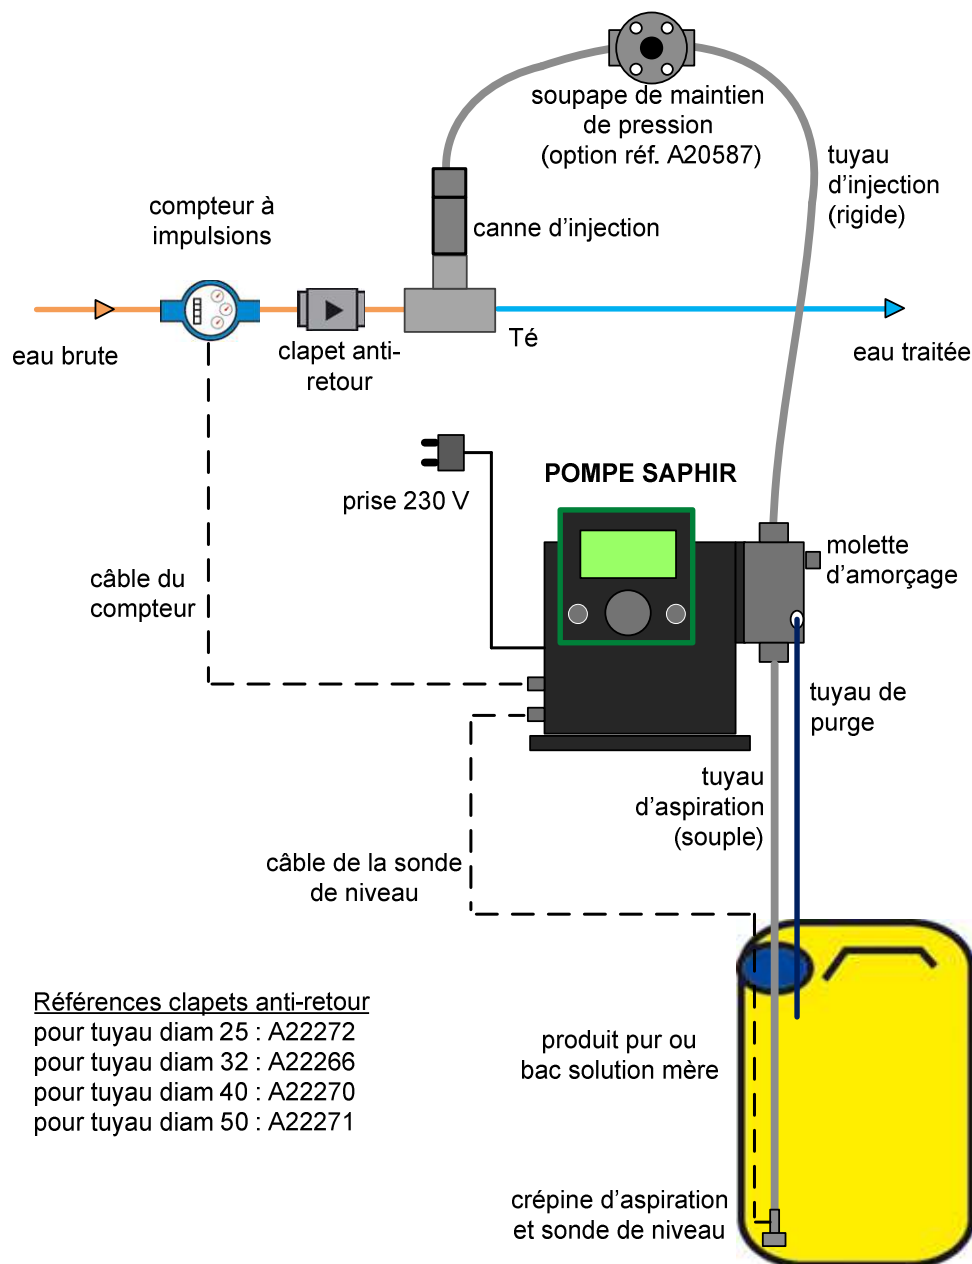 soupape de maintien
de pression
(option réf. A20587)
tuyau
d’injection
(rigide)
compteur à
impulsions
canne d’injection
eau brute
clapet anti-
retour
Té
eau traitée
prise 230 V
POMPE SAPHIR
molette
d’amorçage
câble du
compteur
tuyau de
purge
tuyau
d’aspiration
(souple)
câble de la sonde
de niveau
Références clapets anti-retour
pour tuyau diam 25 : A22272
pour tuyau diam 32 : A22266
pour tuyau diam 40 : A22270
pour tuyau diam 50 : A22271
produit pur ou
bac solution mère
crépine d’aspiration
et sonde de niveau